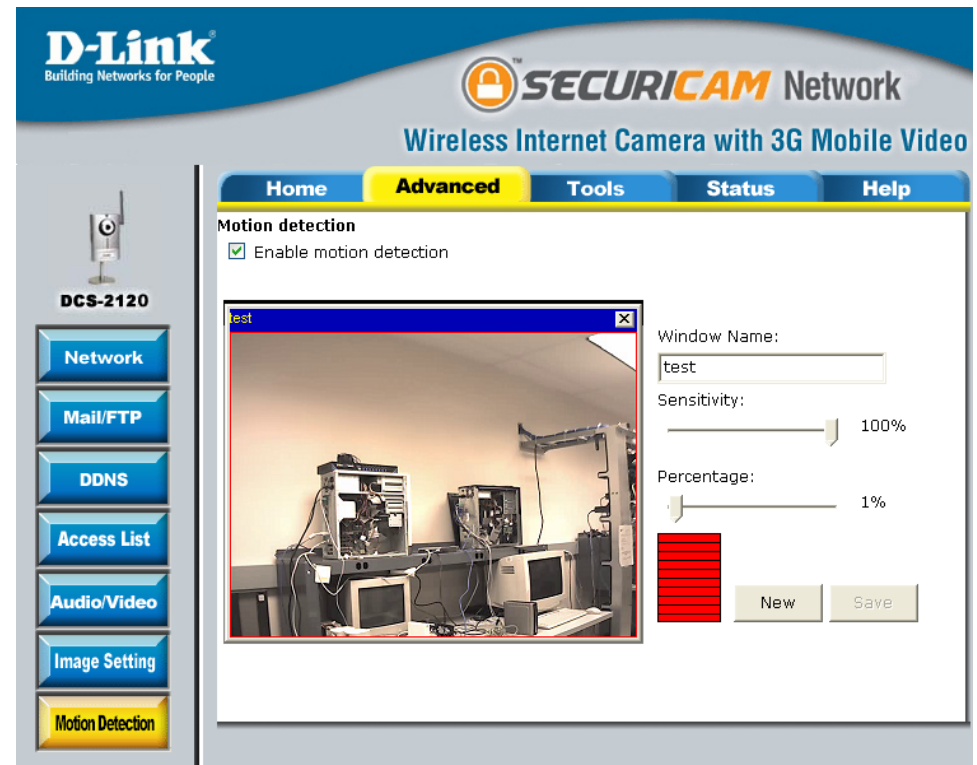 D-Link®
Building Networks for People
SECURICAM™ Network
Wireless Internet Camera with 3G Mobile Video
Home Advanced Tools Status Help
DCS-2120
Network
Mail/FTP
DDNS
Access List
Audio/Video
Image Setting
Motion Detection
Motion detection
Enable motion detection
test
Window Name:
test
Sensitivity:
100%
Percentage:
1%
New Save